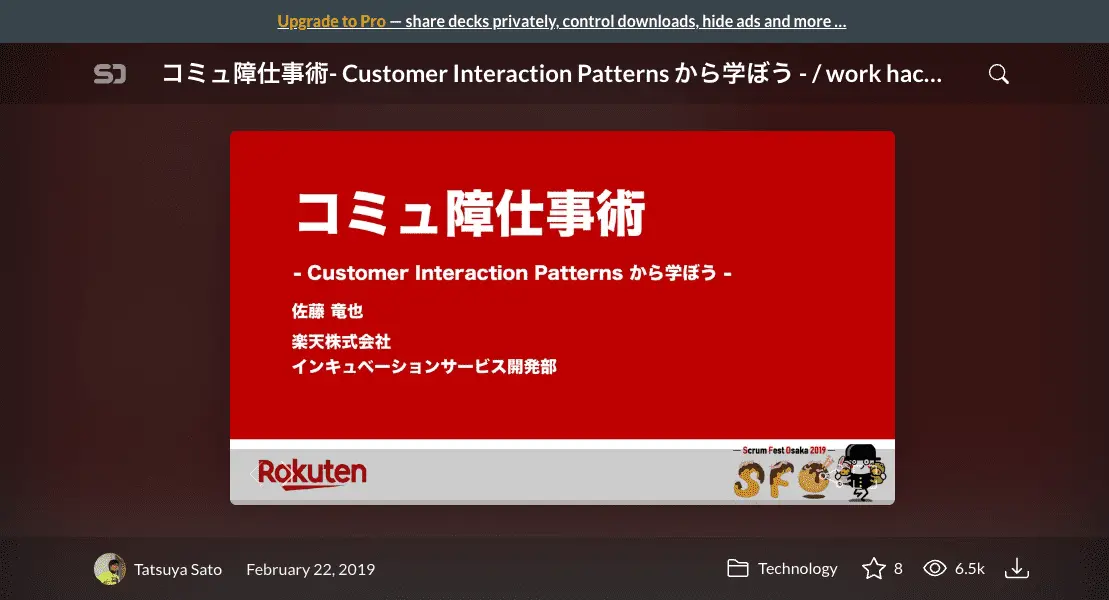 Upgrade to Pro — share decks privately, control downloads, hide ads and more …
コミュ障仕事術- Customer Interaction Patterns から学ぼう - / work hac…
コミュ障仕事術
- Customer Interaction Patterns から学ぼう -
佐藤 竜也
楽天株式会社
インキュベーションサービス開発部
Rakuten
Scrum Fest Osaka 2019
SFO
Tatsuya Sato
February 22, 2019
Technology
8
6.5k